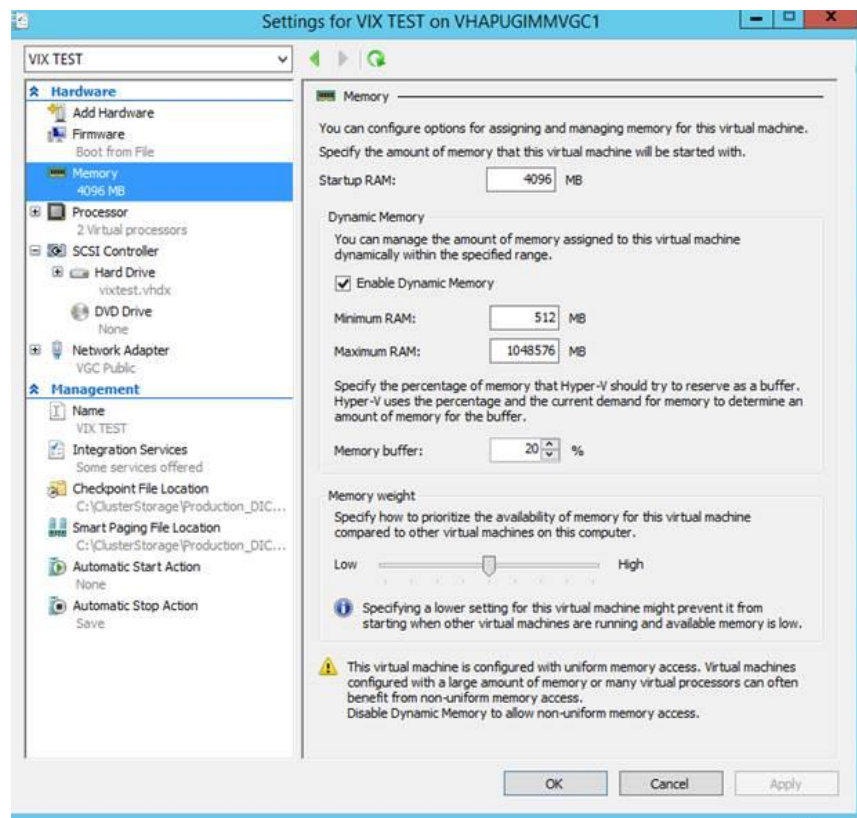 Settings for VIX TEST on VHAPUGIMMVGC1
VIX TEST
Hardware
Add Hardware
Firmware
Boot from File
Memory
4096 MB
Processor
2 Virtual processors
SCSI Controller
Hard Drive
vixtest.vhdx
DVD Drive
None
Network Adapter
VGC Public
Management
Name
VIX TEST
Integration Services
Some services offered
Checkpoint File Location
C:\ClusterStorage\Production_DIC...
Smart Paging File Location
C:\ClusterStorage\Production_DIC...
Automatic Start Action
None
Automatic Stop Action
Save
Memory
You can configure options for assigning and managing memory for this virtual machine.
Specify the amount of memory that this virtual machine will be started with.
Startup RAM: 4096 MB
Dynamic Memory
You can manage the amount of memory assigned to this virtual machine
dynamically within the specified range.
Enable Dynamic Memory
Minimum RAM: 512 MB
Maximum RAM: 1048576 MB
Specify the percentage of memory that Hyper-V should try to reserve as a buffer.
Hyper-V uses the percentage and the current demand for memory to determine an
amount of memory for the buffer.
Memory buffer: 20 %
Memory weight
Specify how to prioritize the availability of memory for this virtual machine
compared to other virtual machines on this computer.
Low High
Specifying a lower setting for this virtual machine might prevent it from
starting when other virtual machines are running and available memory is low.
This virtual machine is configured with uniform memory access. Virtual machines
configured with a large amount of memory or many virtual processors can often
benefit from non-uniform memory access.
Disable Dynamic Memory to allow non-uniform memory access.
OK Cancel Apply